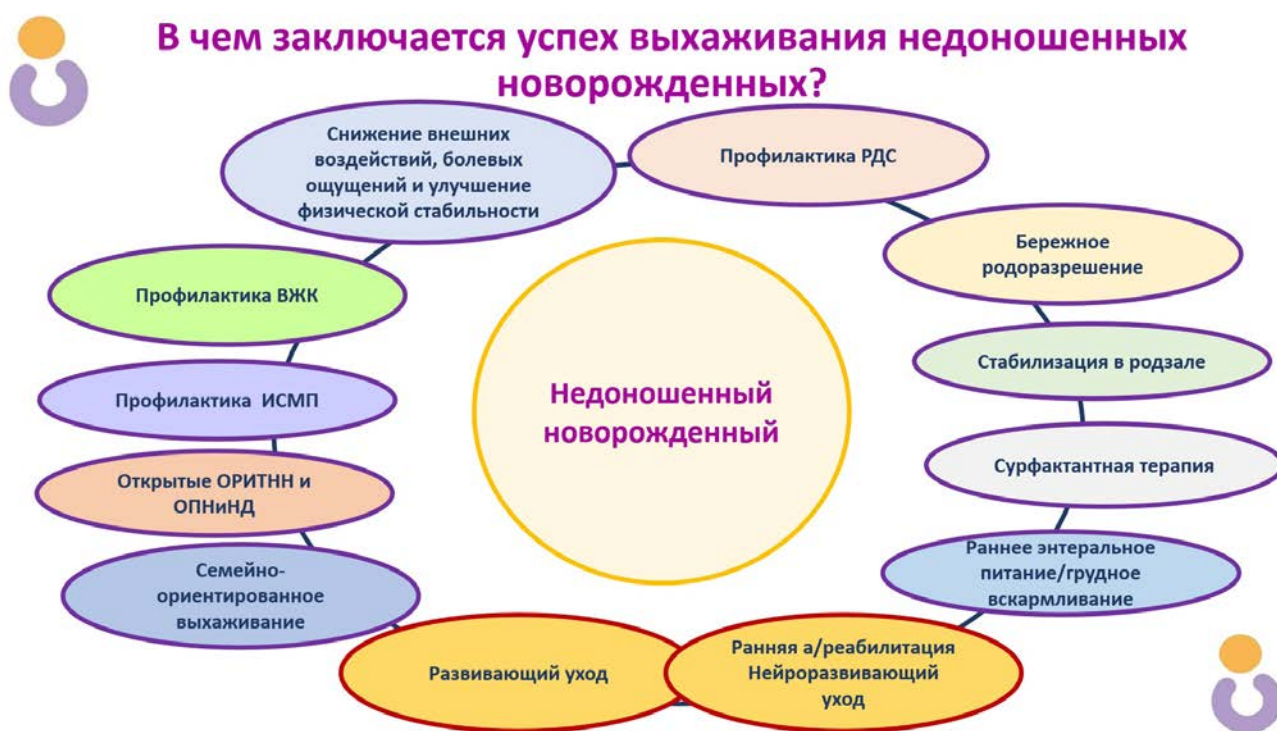 В чем заключается успех выхаживания недоношенных
новорожденных?
Снижение внешних
воздействий, болевых
ощущений и улучшение
физической стабильности
Профилактика РДС
Бережное
родоразрешение
Стабилизация в родзале
Сурфактантная терапия
Раннее энтеральное
питание/грудное
вскармливание
Ранняя а/реабилитация
Нейроразвивающий
уход
Развивающий уход
Семейно-
ориентированное
выхаживание
Открытые ОРИТНН и
ОПНиНД
Профилактика ИСМП
Профилактика ВЖК
Недоношенный
новорожденный